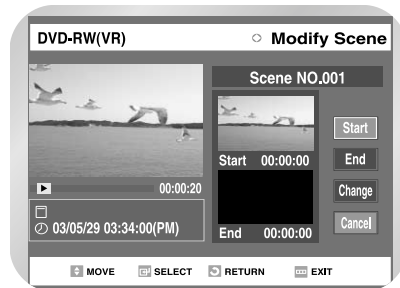 DVD-RW(VR) Modify Scene
Scene NO.001
Start
Start 00:00:00
End
00:00:20
Change
03/05/29 03:34:00(PM)
Cancel
End 00:00:00
MOVE SELECT RETURN EXIT